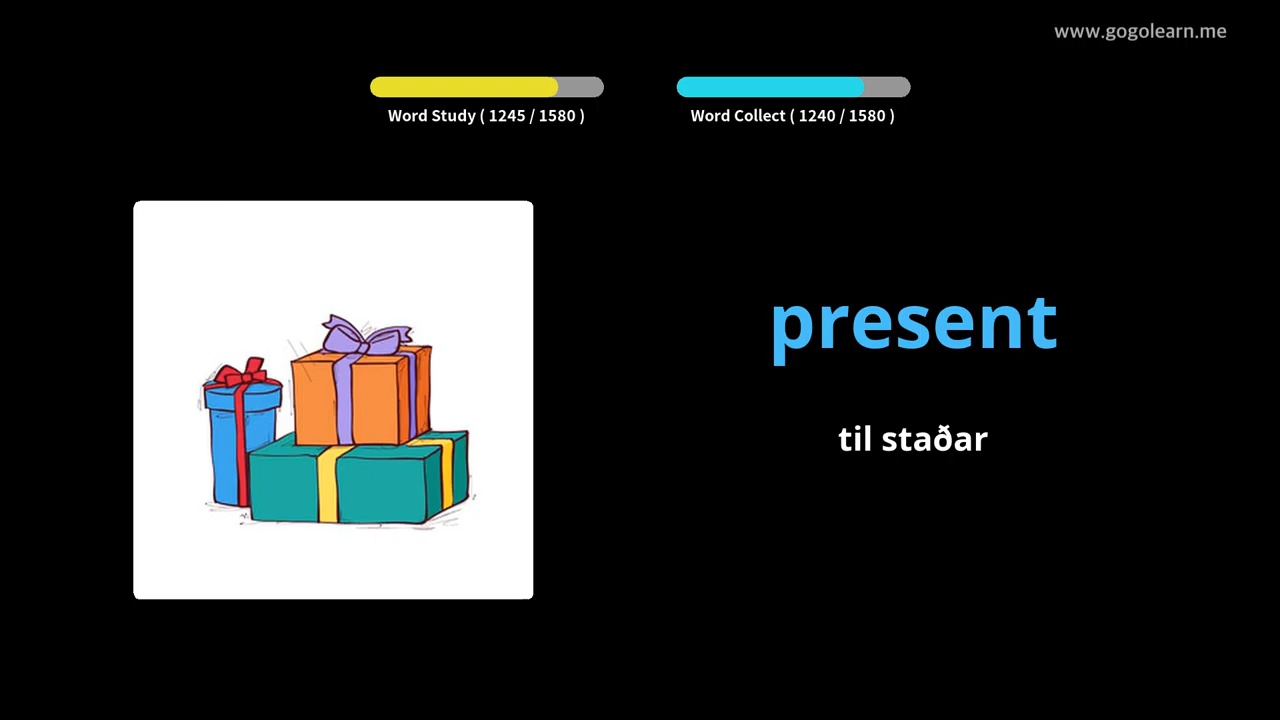 www.gogolearn.me
Word Study ( 1245 / 1580 )
Word Collect ( 1240 / 1580 )
present
til staðar